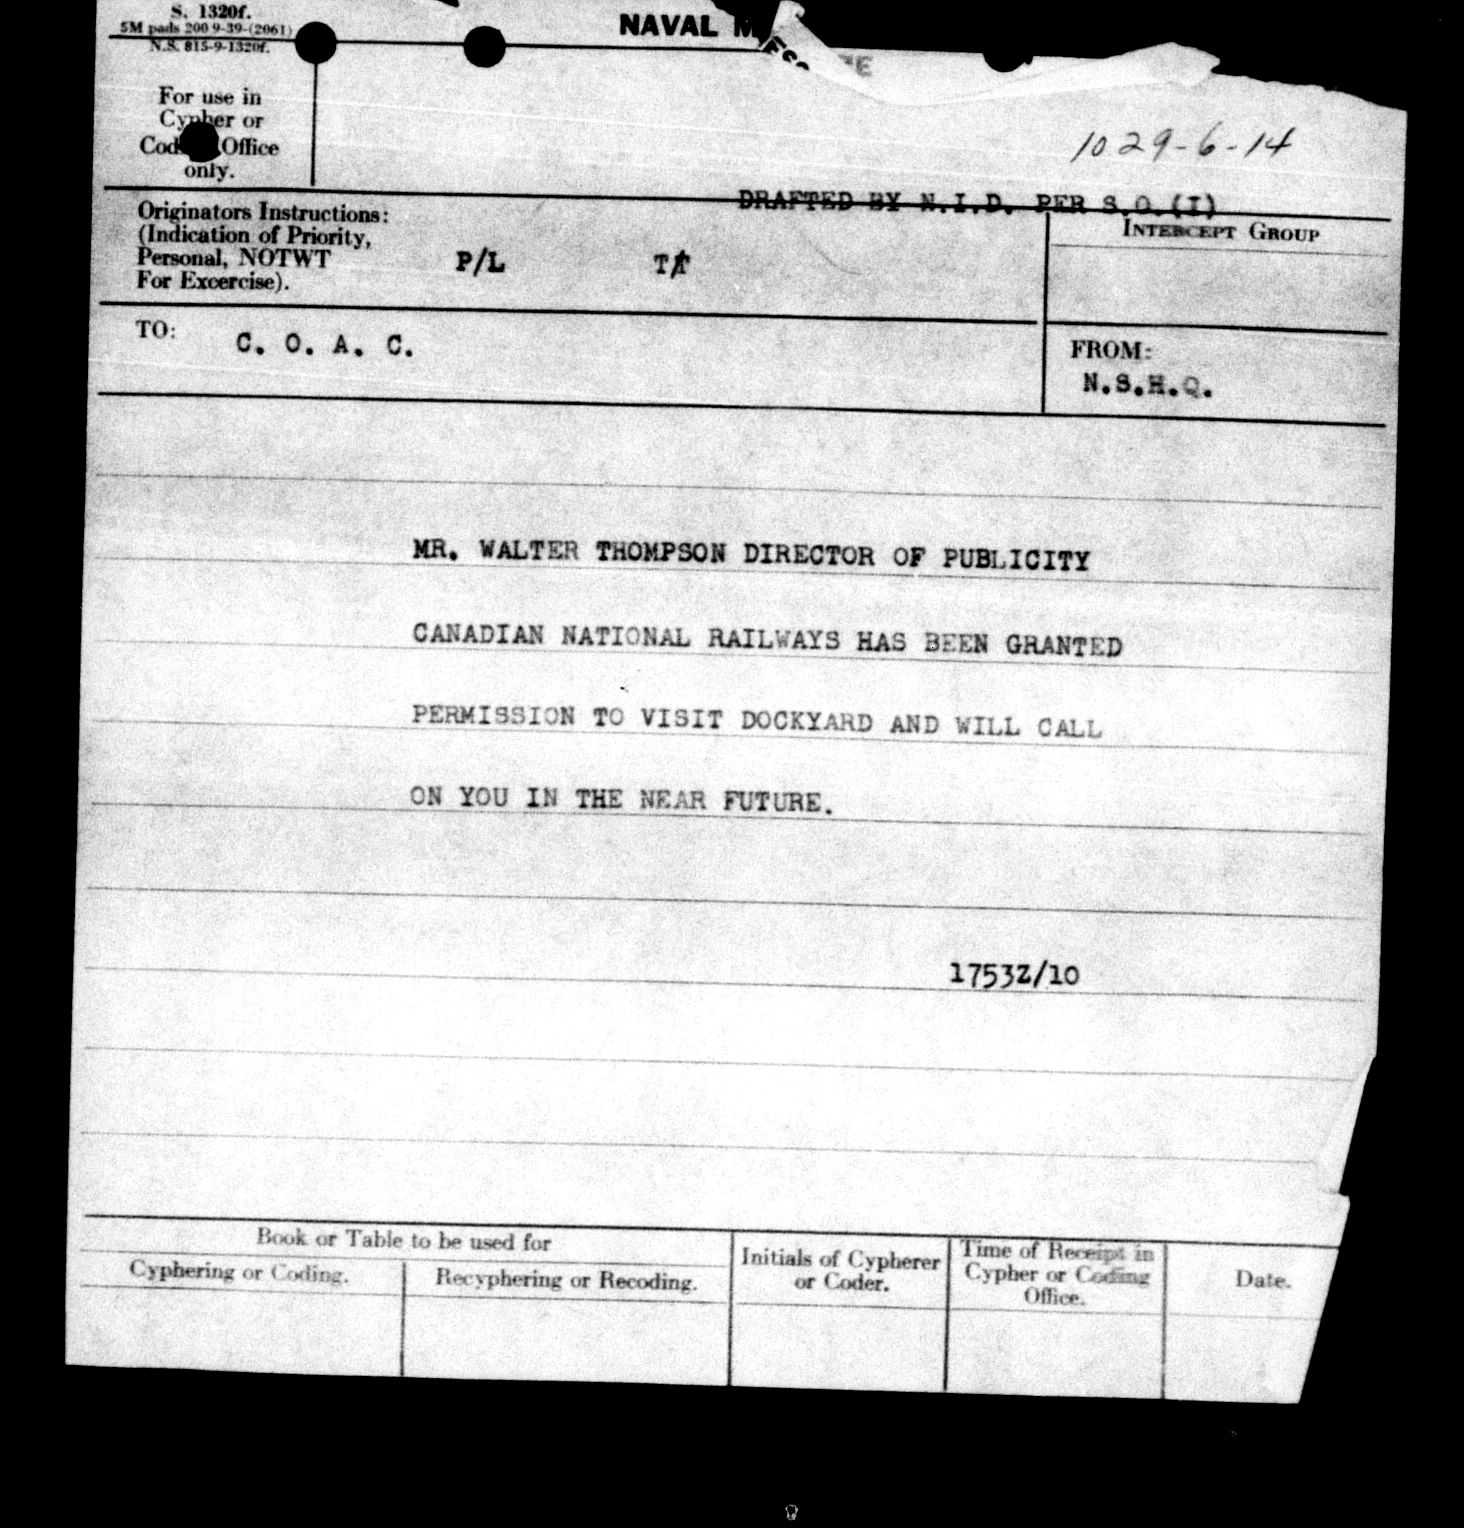 S. 1320f.
5M pads 200 9-39-(2061)
N.S. 815-9-1320f.
NAVAL
For use in
Cypher or
Office
only.
1029-6-14
DRAFTED BY N.I.D. PER S.O.(I)
Originators Instructions:
(Indication of Priority,
Personal, NOTWT
For Excercise).
P/L
INTERCEPT GROUP
TO: C. O. A. C.
FROM:
N.S.H.Q.
MR. WALTER THOMPSON DIRECTOR OF PUBLICITY
CANADIAN NATIONAL RAILWAYS HAS BEEN GRANTED
PERMISSION TO VISIT DOCKYARD AND WILL CALL
ON YOU IN THE NEAR FUTURE.
1753Z/10
Book or Table to be used for
Cyphering or Coding.
Recyphering or Recoding.
Initials of Cypherer
or Coder.
Time of Receipt in
Cypher or Coding
Office.
Date.